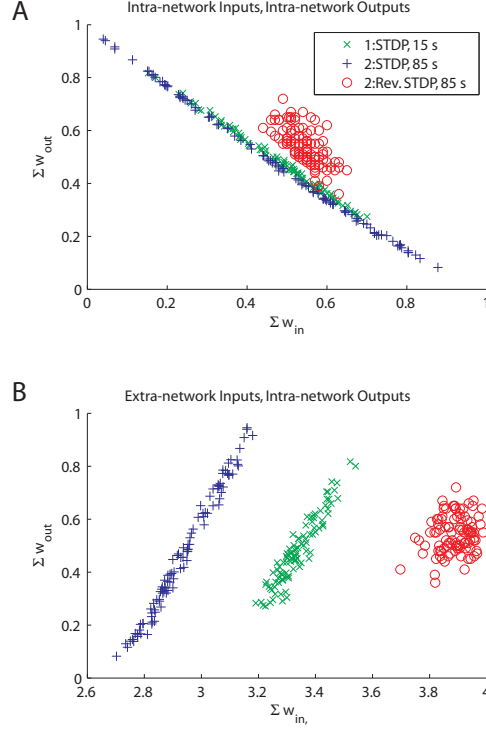 A
Intra-network Inputs, Intra-network Outputs
1:STDP, 15 s
2:STDP, 85 s
2:Rev. STDP, 85 s
1
0.8
0.6
0.4
0.2
0
Σ w_out
0 0.2 0.4 0.6 0.8 1
Σ w_in
B
Extra-network Inputs, Intra-network Outputs
1
0.8
0.6
0.4
0.2
0
Σ w_out
2.6 2.8 3 3.2 3.4 3.6 3.8 4
Σ w_in,